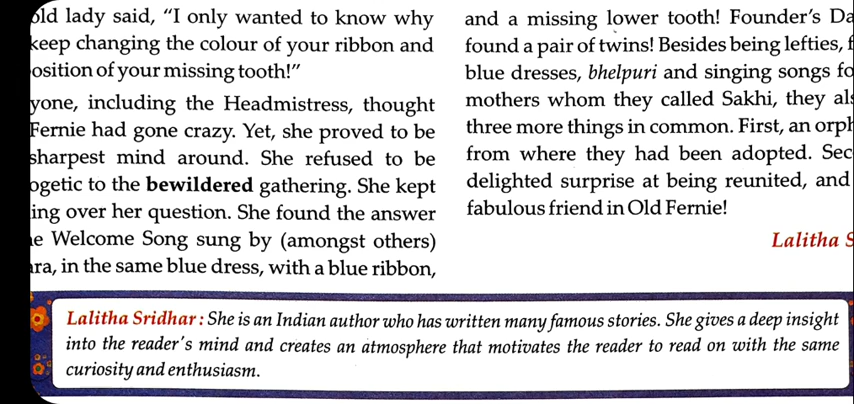 old lady said, “I only wanted to know why
keep changing the colour of your ribbon and
osition of your missing tooth!”
yone, including the Headmistress, thought
Fernie had gone crazy. Yet, she proved to be
sharpest mind around. She refused to be
ogetic to the bewildered gathering. She kept
ing over her question. She found the answer
e Welcome Song sung by (amongst others)
ara, in the same blue dress, with a blue ribbon,
and a missing lower tooth! Founder’s Da
found a pair of twins! Besides being lefties, f
blue dresses, bhelpuri and singing songs fo
mothers whom they called Sakhi, they als
three more things in common. First, an orph
from where they had been adopted. Sec
delighted surprise at being reunited, and
fabulous friend in Old Fernie!
Lalitha S
Lalitha Sridhar : She is an Indian author who has written many famous stories. She gives a deep insight
into the reader’s mind and creates an atmosphere that motivates the reader to read on with the same
curiosity and enthusiasm.